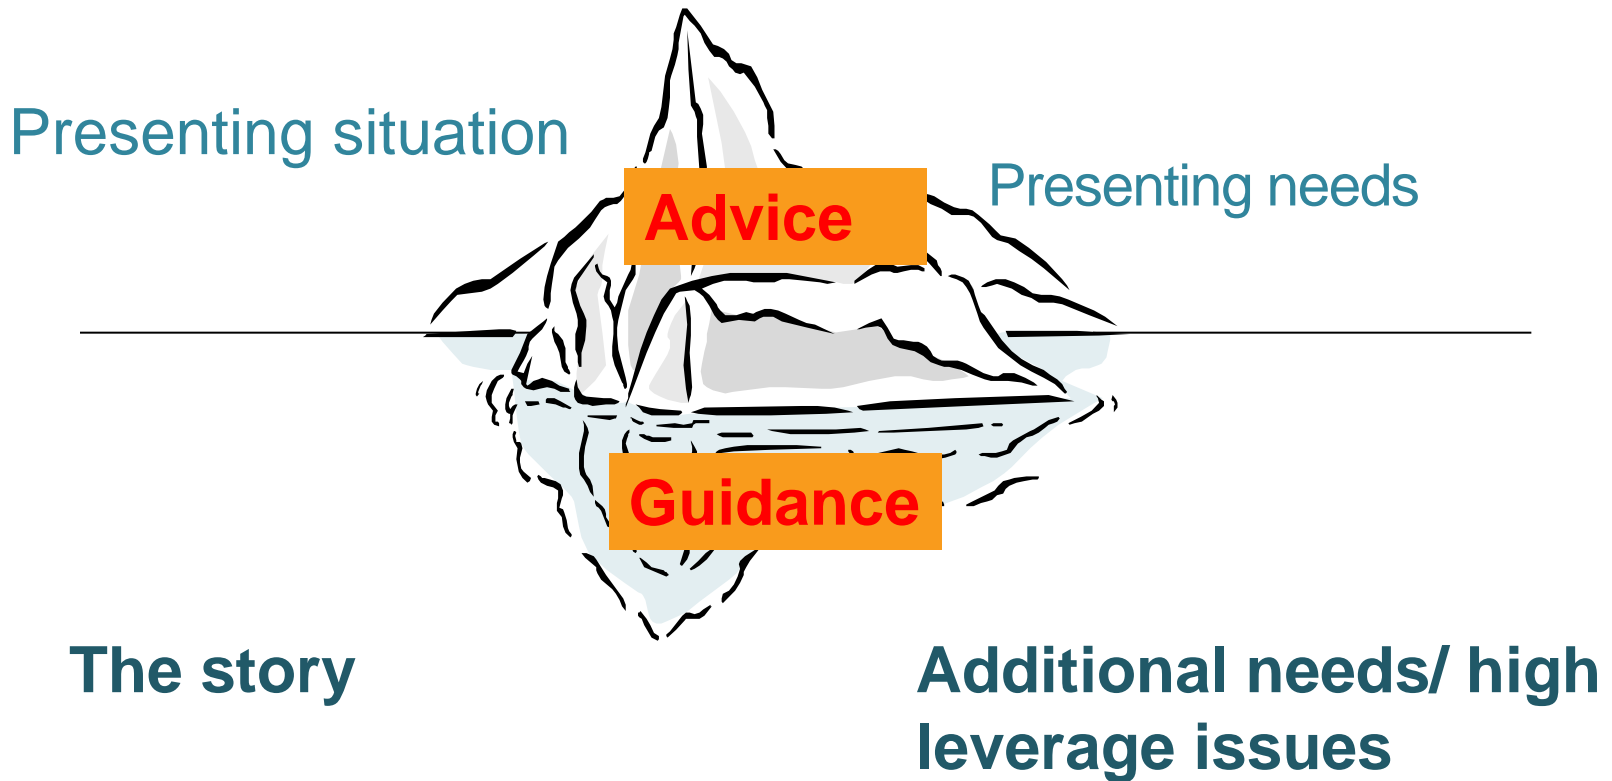 Presenting situation
Presenting needs
Advice
Guidance
The story
Additional needs/ high
leverage issues